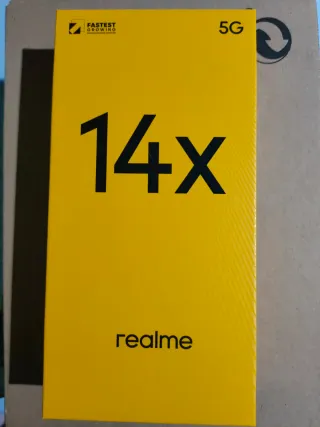 FASTEST
GROWING
5G
14x
realme